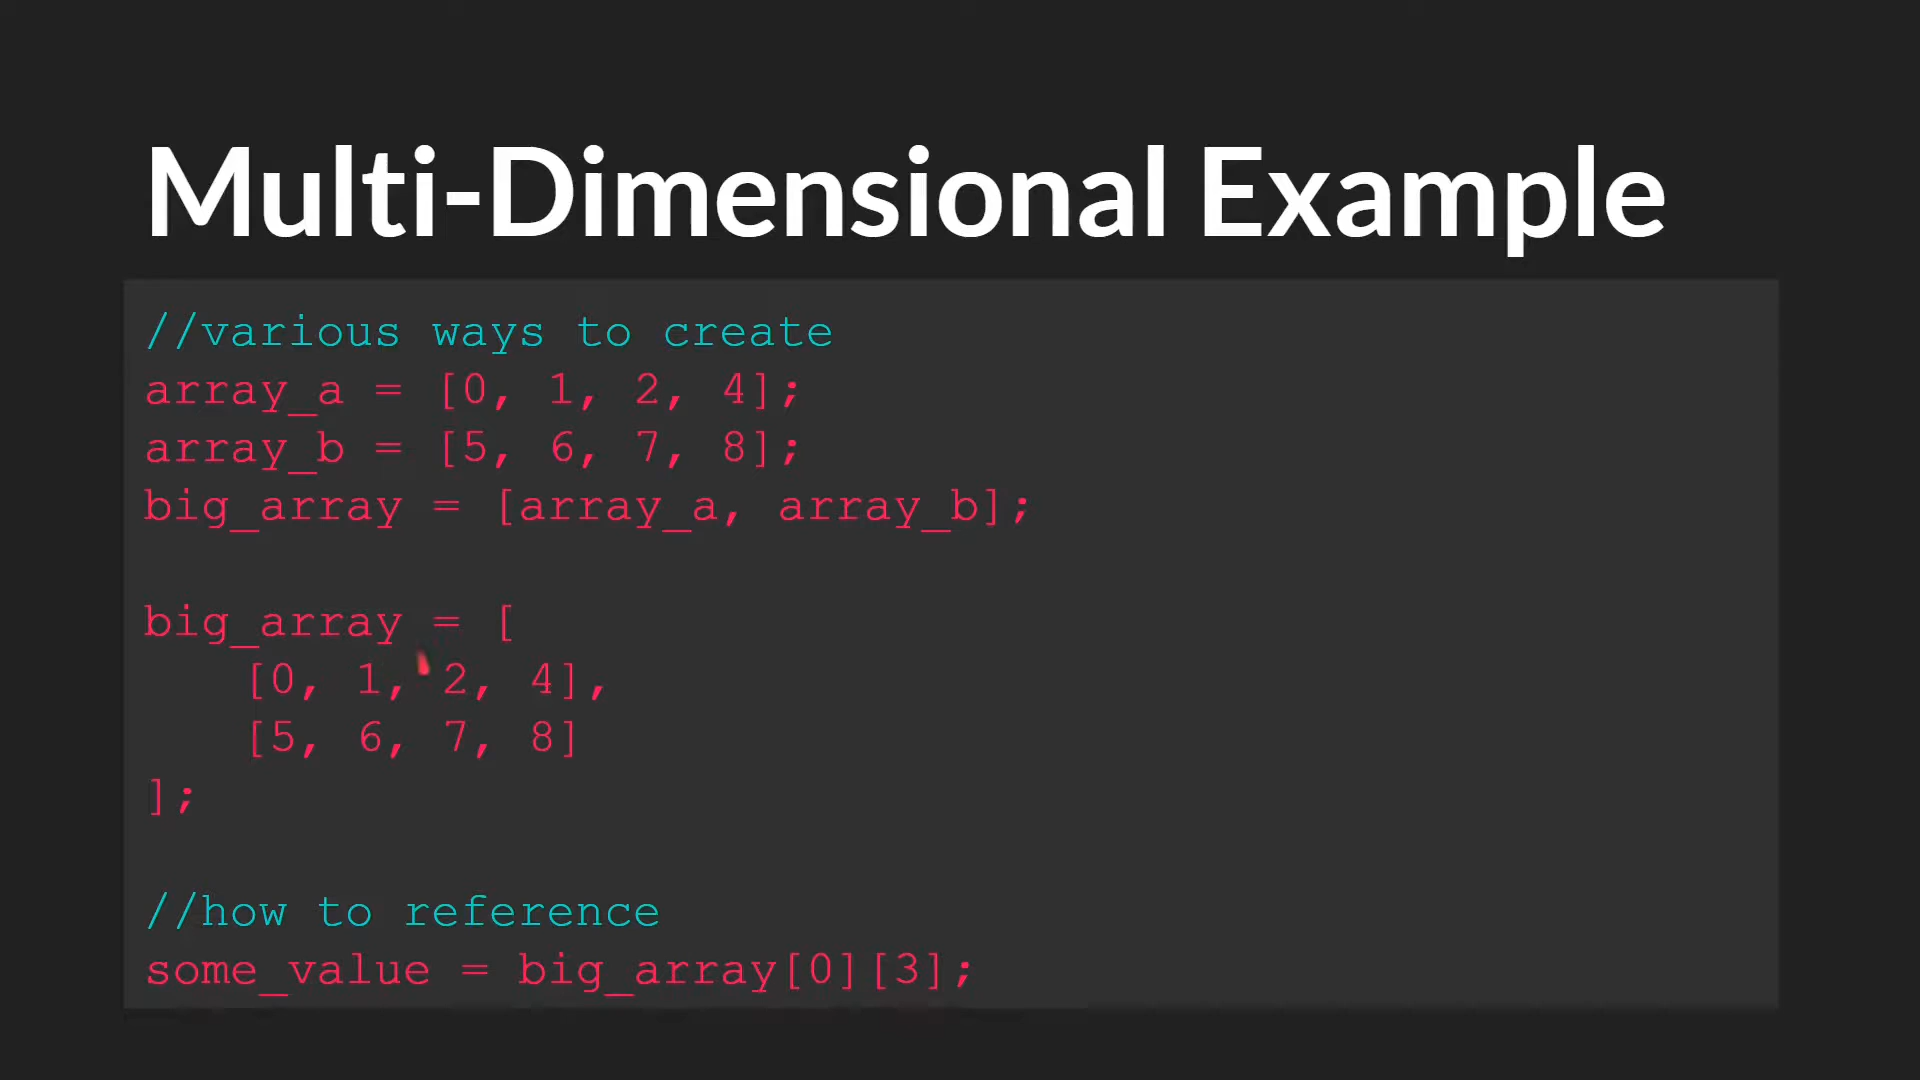 Multi-Dimensional Example
//various ways to create
array_a = [0, 1, 2, 4];
array_b = [5, 6, 7, 8];
big_array = [array_a, array_b];
big_array = [
[0, 1, 2, 4],
[5, 6, 7, 8]
];
//how to reference
some_value = big_array[0][3];